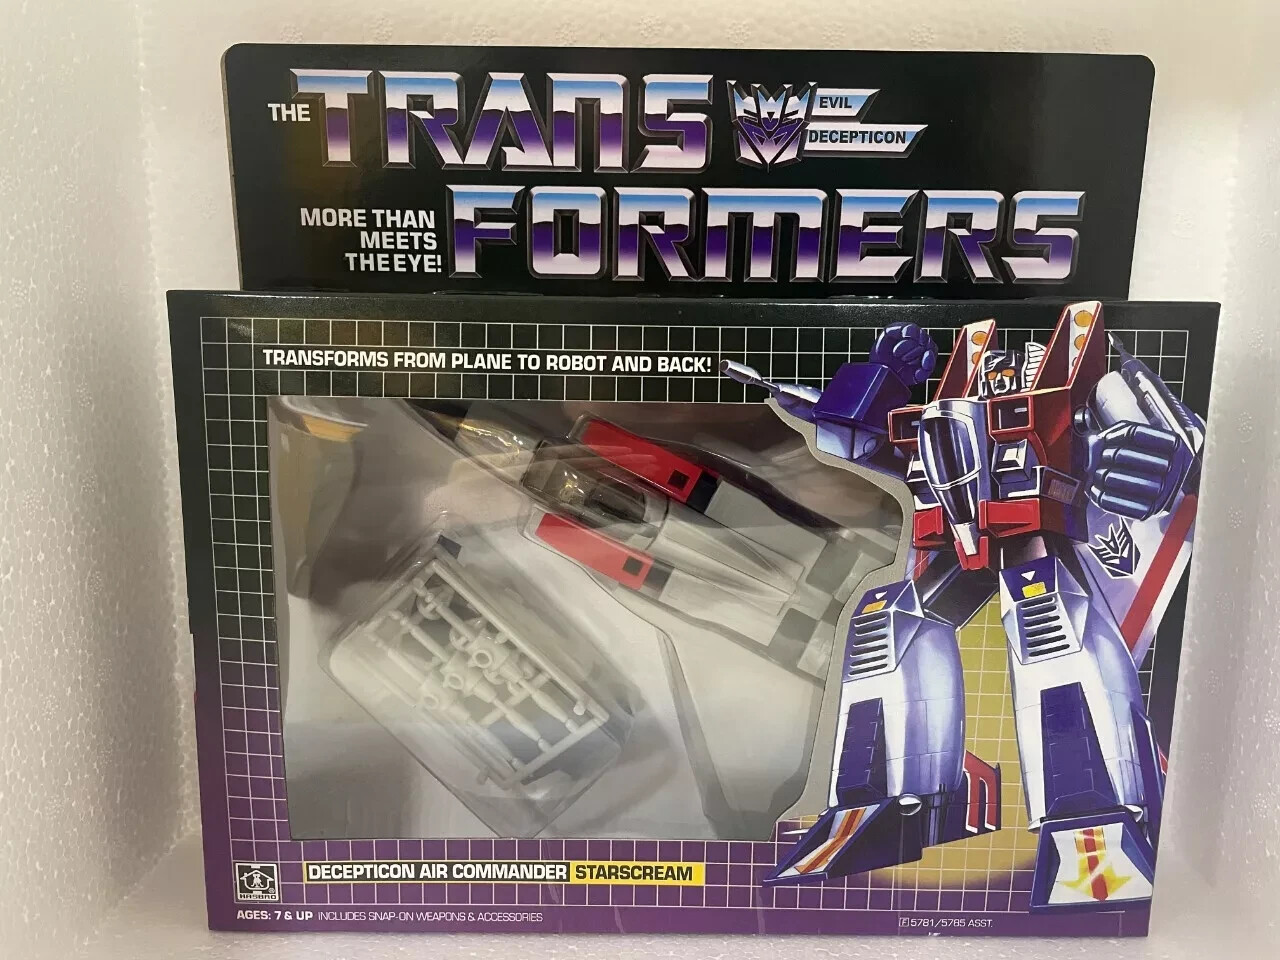 THE TRANS
EVIL
DECEPTICON
MORE THAN
MEETS
THE EYE!
FORMERS
TRANSFORMS FROM PLANE TO ROBOT AND BACK!
DECEPTICON AIR COMMANDER STARSCREAM
HASBRO
AGES: 7 & UP INCLUDES SNAP-ON WEAPONS & ACCESSORIES
F 5781/5785 ASST.